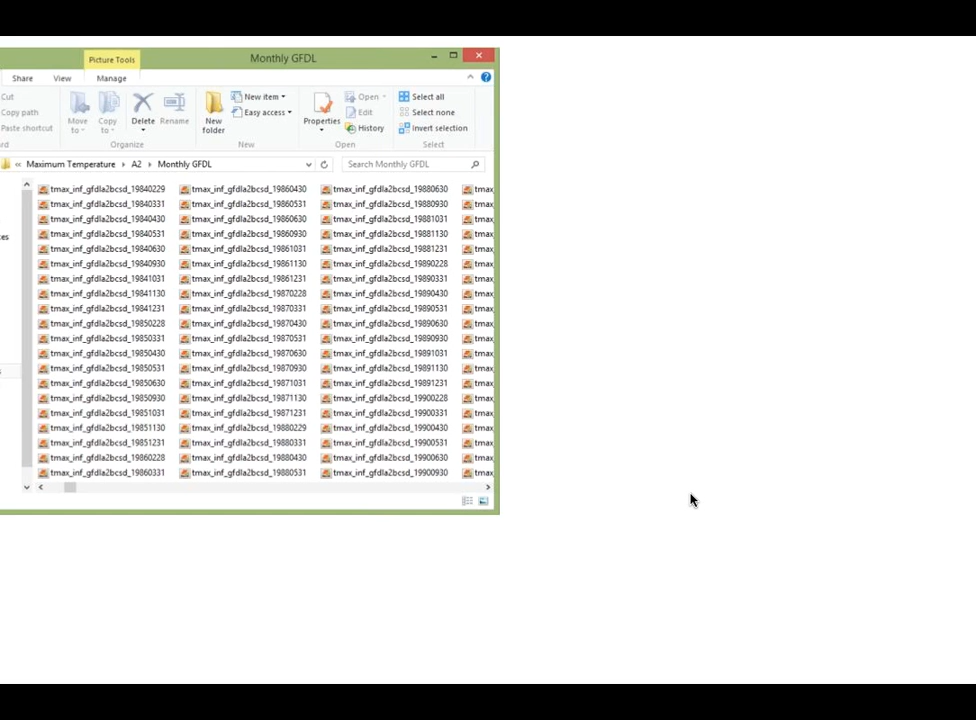 Picture Tools
Monthly GFDL
Share View Manage
Cut
Copy path
Paste shortcut
Move to
Copy to
Delete
Rename
New folder
New item
Easy access
Properties
Open
Edit
History
Select all
Select none
Invert selection
Organize
New
Open
Select
« Maximum Temperature A2 Monthly GFDL
Search Monthly GFDL
tmax_inf_gfdla2bcsd_19840229 tmax_inf_gfdla2bcsd_19860430 tmax_inf_gfdla2bcsd_19880630
tmax_inf_gfdla2bcsd_19840331 tmax_inf_gfdla2bcsd_19860531 tmax_inf_gfdla2bcsd_19880930
tmax_inf_gfdla2bcsd_19840430 tmax_inf_gfdla2bcsd_19860630 tmax_inf_gfdla2bcsd_19881031
tmax_inf_gfdla2bcsd_19840531 tmax_inf_gfdla2bcsd_19860930 tmax_inf_gfdla2bcsd_19881130
tmax_inf_gfdla2bcsd_19840630 tmax_inf_gfdla2bcsd_19861031 tmax_inf_gfdla2bcsd_19881231
tmax_inf_gfdla2bcsd_19840930 tmax_inf_gfdla2bcsd_19861130 tmax_inf_gfdla2bcsd_19890228
tmax_inf_gfdla2bcsd_19841031 tmax_inf_gfdla2bcsd_19861231 tmax_inf_gfdla2bcsd_19890331
tmax_inf_gfdla2bcsd_19841130 tmax_inf_gfdla2bcsd_19870228 tmax_inf_gfdla2bcsd_19890430
tmax_inf_gfdla2bcsd_19841231 tmax_inf_gfdla2bcsd_19870331 tmax_inf_gfdla2bcsd_19890531
tmax_inf_gfdla2bcsd_19850228 tmax_inf_gfdla2bcsd_19870430 tmax_inf_gfdla2bcsd_19890630
tmax_inf_gfdla2bcsd_19850331 tmax_inf_gfdla2bcsd_19870531 tmax_inf_gfdla2bcsd_19890930
tmax_inf_gfdla2bcsd_19850430 tmax_inf_gfdla2bcsd_19870630 tmax_inf_gfdla2bcsd_19891031
tmax_inf_gfdla2bcsd_19850531 tmax_inf_gfdla2bcsd_19870930 tmax_inf_gfdla2bcsd_19891130
tmax_inf_gfdla2bcsd_19850630 tmax_inf_gfdla2bcsd_19871031 tmax_inf_gfdla2bcsd_19891231
tmax_inf_gfdla2bcsd_19850930 tmax_inf_gfdla2bcsd_19871130 tmax_inf_gfdla2bcsd_19900228
tmax_inf_gfdla2bcsd_19851031 tmax_inf_gfdla2bcsd_19871231 tmax_inf_gfdla2bcsd_19900331
tmax_inf_gfdla2bcsd_19851130 tmax_inf_gfdla2bcsd_19880229 tmax_inf_gfdla2bcsd_19900430
tmax_inf_gfdla2bcsd_19851231 tmax_inf_gfdla2bcsd_19880331 tmax_inf_gfdla2bcsd_19900531
tmax_inf_gfdla2bcsd_19860228 tmax_inf_gfdla2bcsd_19880430 tmax_inf_gfdla2bcsd_19900630
tmax_inf_gfdla2bcsd_19860331 tmax_inf_gfdla2bcsd_19880531 tmax_inf_gfdla2bcsd_19900930